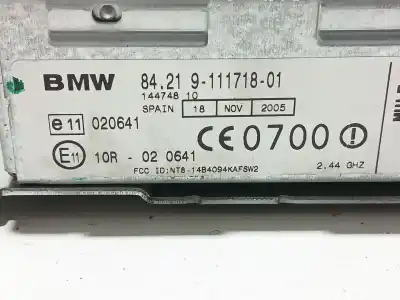 BMW 84.21 9-111718-01
144748 10
SPAIN 18 NOV 2005
e11 020641
CE0700!
E11 10R - 02 0641
2.44 GHZ
FCC ID:NT8-14B4094KAFSW2